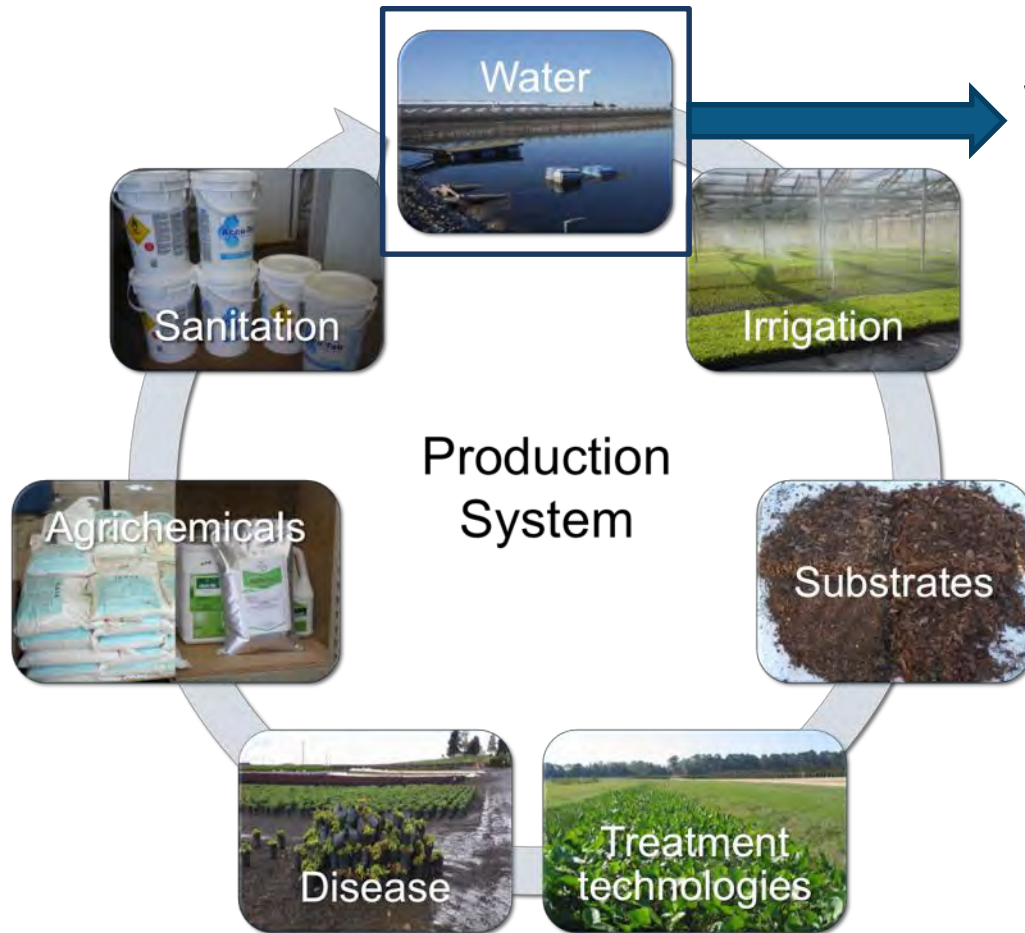 Water
Irrigation
Substrates
Treatment
technologies
Disease
Agrichemicals
Sanitation
Production
System